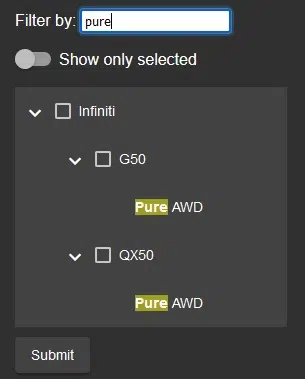 Filter by: pure
Show only selected
Infiniti
G50
Pure AWD
QX50
Pure AWD
Submit